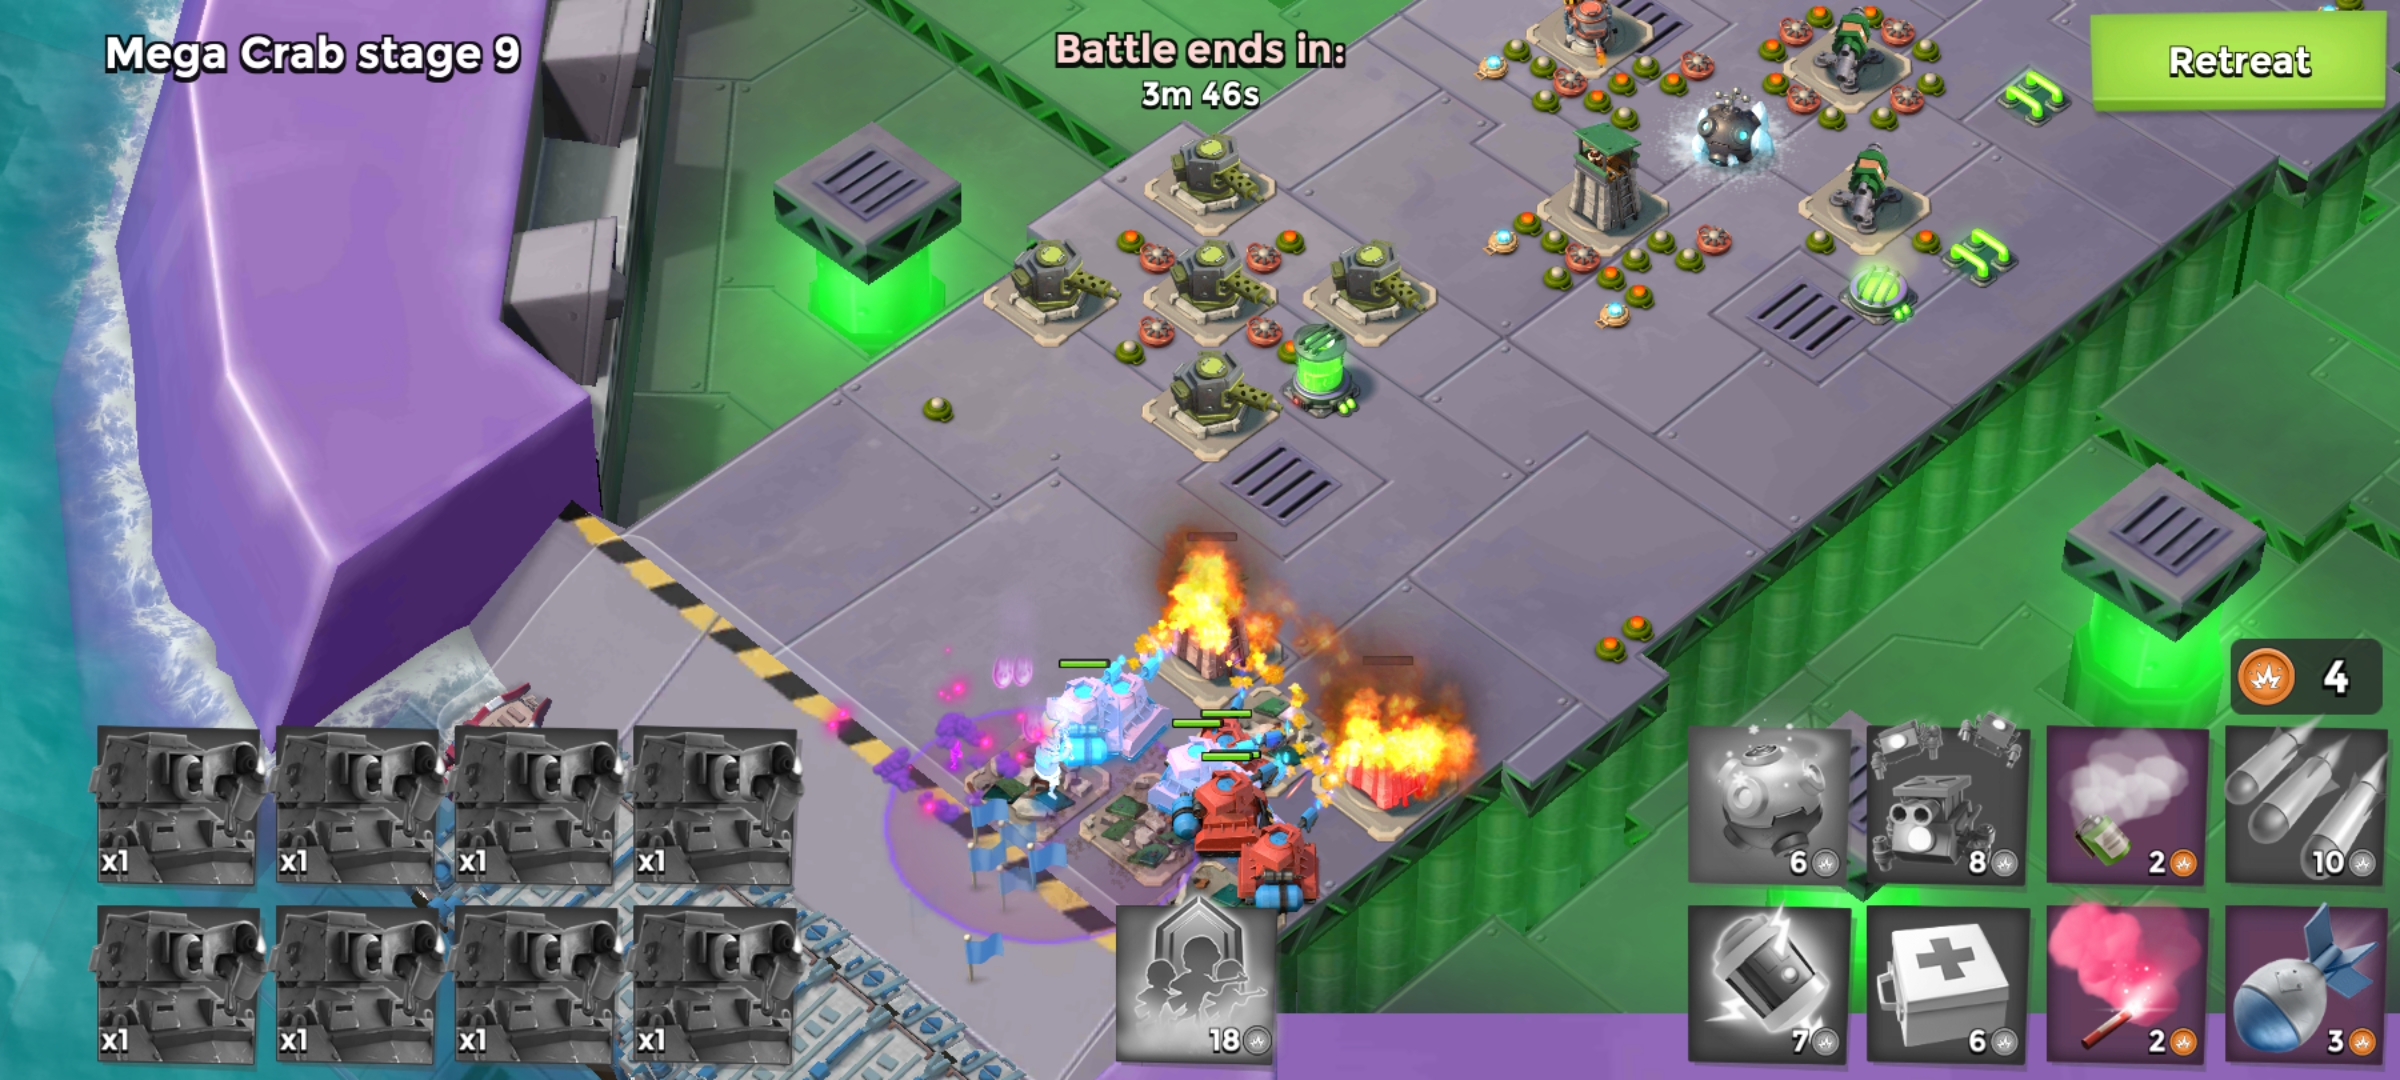 Mega Crab stage 9
Battle ends in:
3m 46s
Retreat
4
x1
x1
x1
x1
6
8
2
10
x1
x1
x1
x1
18
7
6
2
3